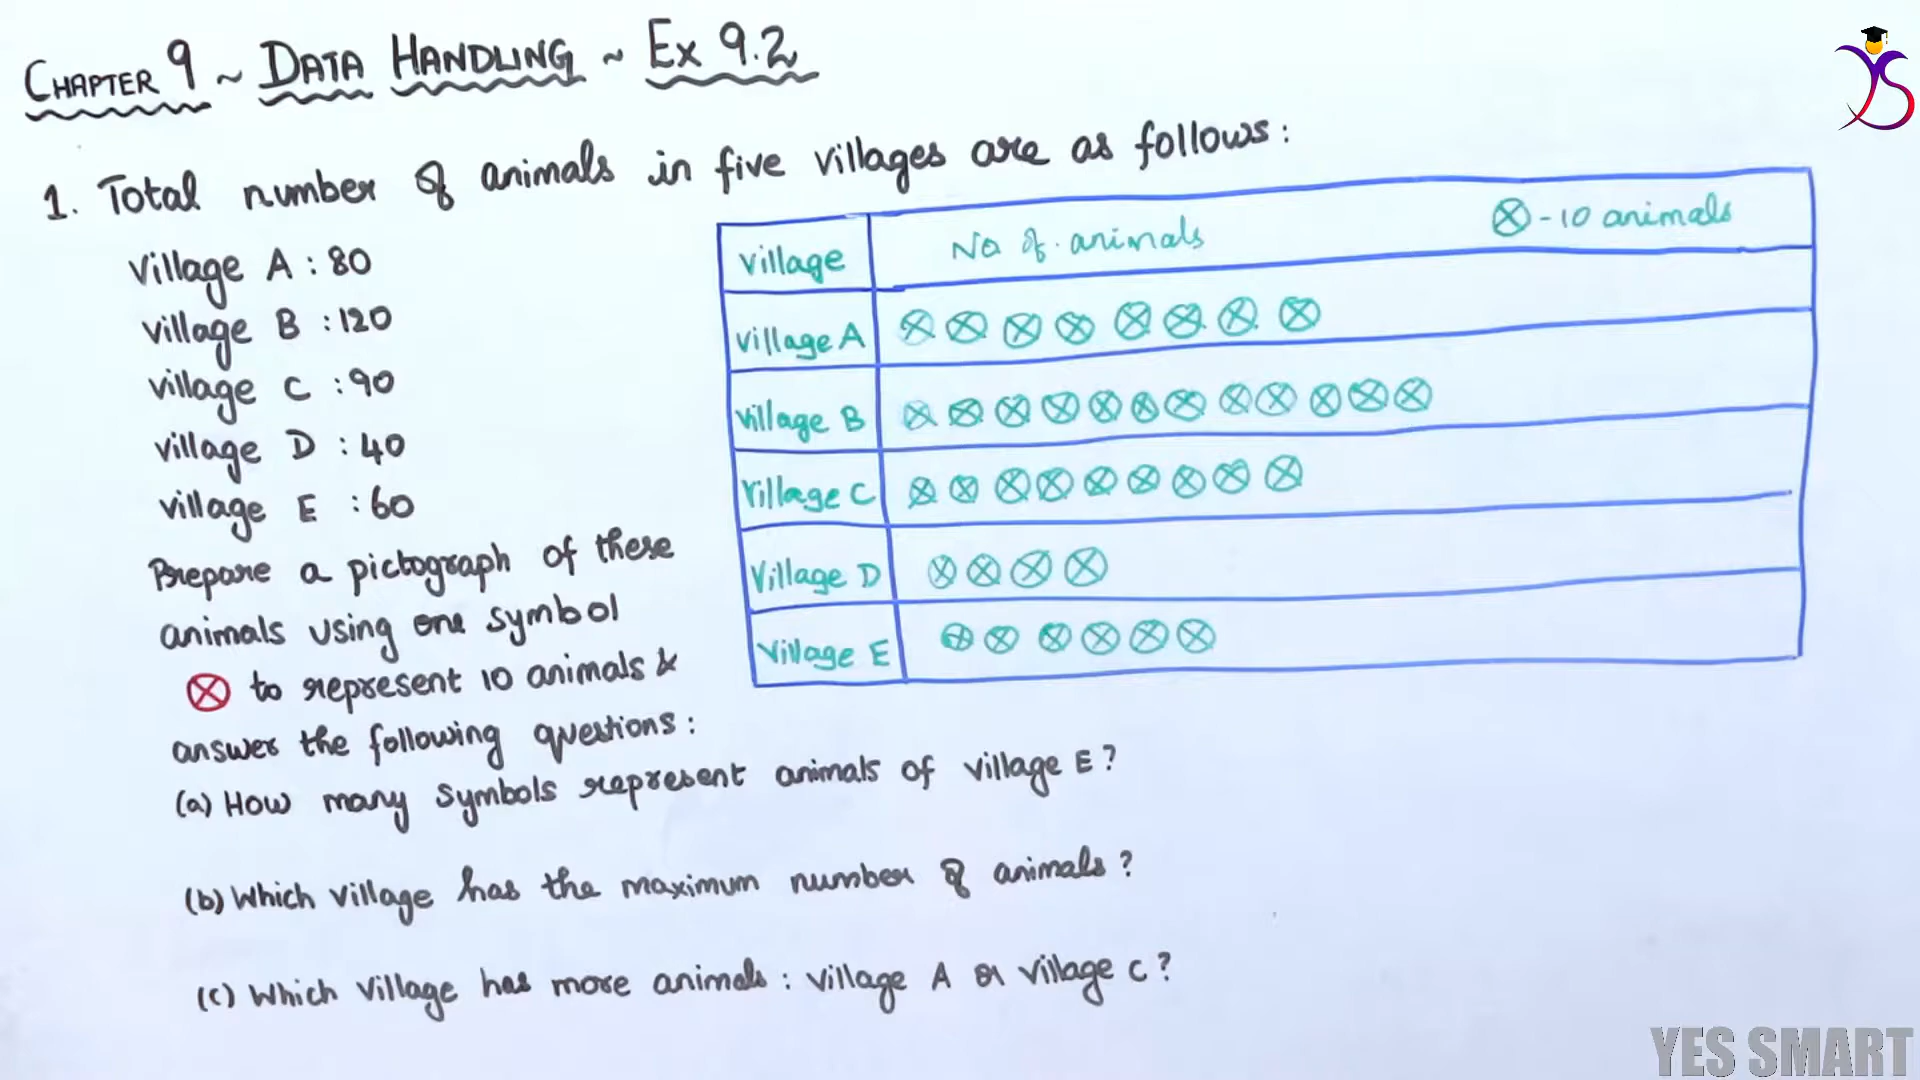 CHAPTER 9 ~ DATA HANDLING ~ EX 9.2
1. Total number of animals in five villages are as follows:
village A : 80
village B : 120
village C : 90
village D : 40
village E : 60
Prepare a pictograph of these
animals using one symbol
⊗ to represent 10 animals &
answer the following questions:
(a) How many symbols represent animals of village E?
(b) Which village has the maximum number of animals?
(c) Which village has more animals: village A or village C?
village No of. animals ⊗ - 10 animals
village A ⊗ ⊗ ⊗ ⊗ ⊗ ⊗ ⊗ ⊗
village B ⊗ ⊗ ⊗ ⊗ ⊗ ⊗ ⊗ ⊗ ⊗ ⊗ ⊗ ⊗
village C ⊗ ⊗ ⊗ ⊗ ⊗ ⊗ ⊗ ⊗ ⊗
village D ⊗ ⊗ ⊗ ⊗
village E ⊗ ⊗ ⊗ ⊗ ⊗ ⊗
YS
YES SMART